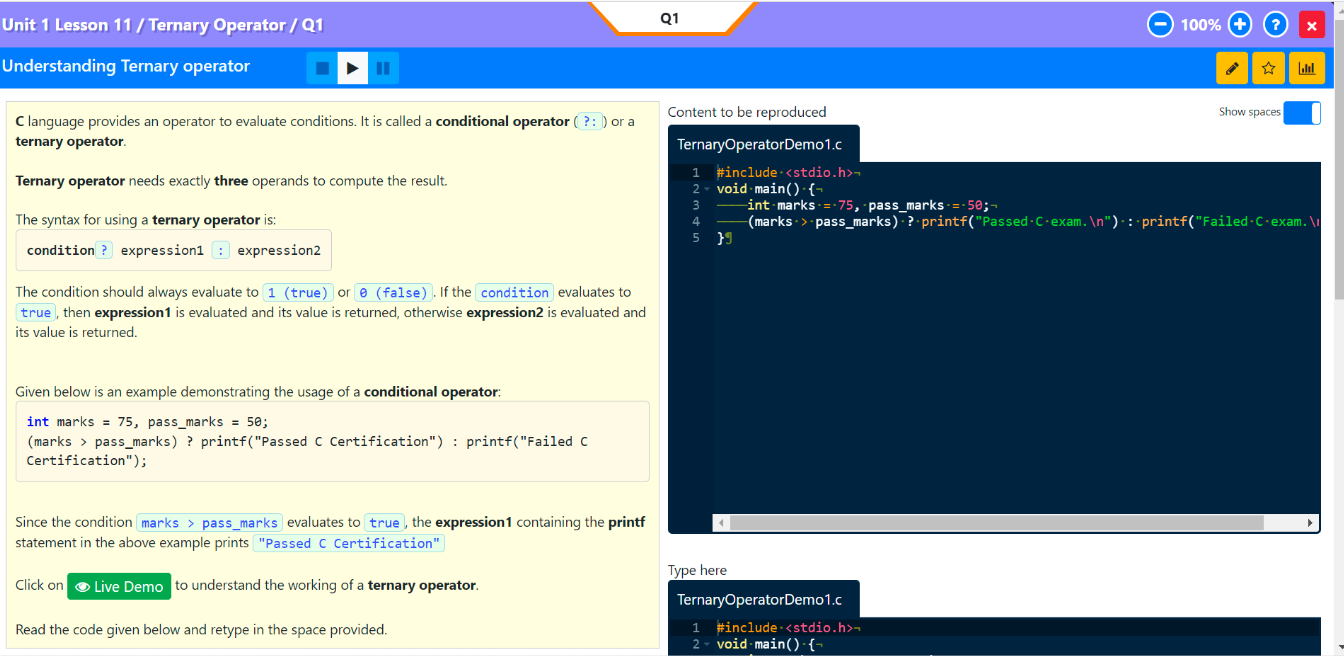 Unit 1 Lesson 11 / Ternary Operator / Q1
Q1
100%
?
Understanding Ternary operator
C language provides an operator to evaluate conditions. It is called a conditional operator (?:) or a
ternary operator.
Ternary operator needs exactly three operands to compute the result.
The syntax for using a ternary operator is:
condition ? expression1 : expression2
The condition should always evaluate to 1 (true) or 0 (false). If the condition evaluates to
true, then expression1 is evaluated and its value is returned, otherwise expression2 is evaluated and
its value is returned.
Given below is an example demonstrating the usage of a conditional operator:
int marks = 75, pass_marks = 50;
(marks > pass_marks) ? printf("Passed C Certification") : printf("Failed C
Certification");
Since the condition marks > pass_marks evaluates to true, the expression1 containing the printf
statement in the above example prints "Passed C Certification"
Click on Live Demo to understand the working of a ternary operator.
Read the code given below and retype in the space provided.
Content to be reproduced
Show spaces
TernaryOperatorDemo1.c
1 #include·<stdio.h>¬
2 void·main()·{¬
3 ————int·marks·=·75,·pass_marks·=·50;¬
4 ————(marks·>·pass_marks)·?·printf("Passed·C·exam.\n")·:·printf("Failed·C·exam.\
5 }¶
Type here
TernaryOperatorDemo1.c
1 #include·<stdio.h>¬
2 void·main()·{¬